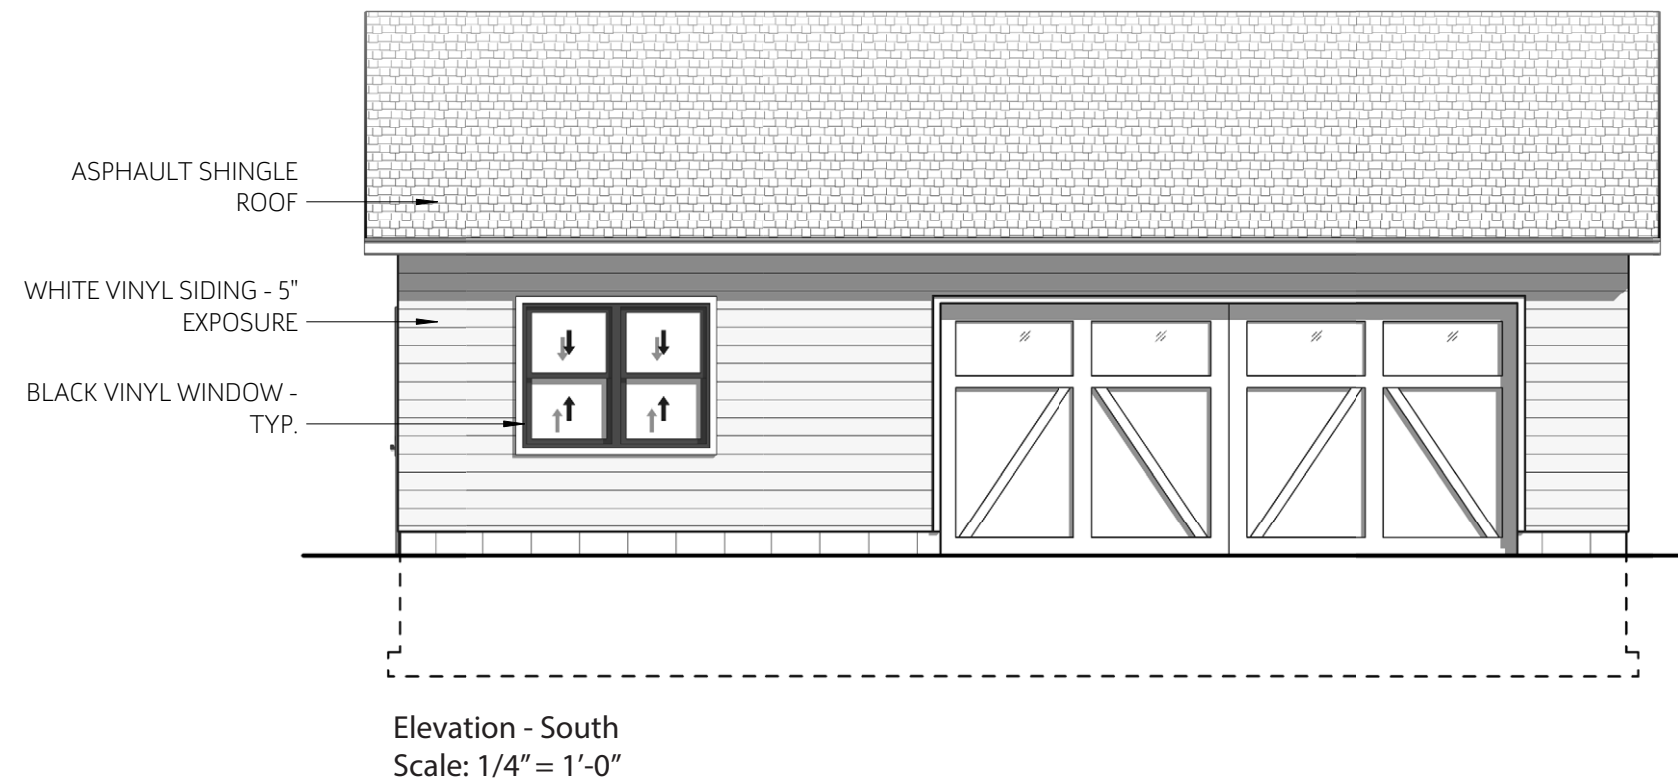 ASPHAULT SHINGLE
ROOF
WHITE VINYL SIDING - 5"
EXPOSURE
BLACK VINYL WINDOW -
TYP.
Elevation - South
Scale: 1/4” = 1’-0”